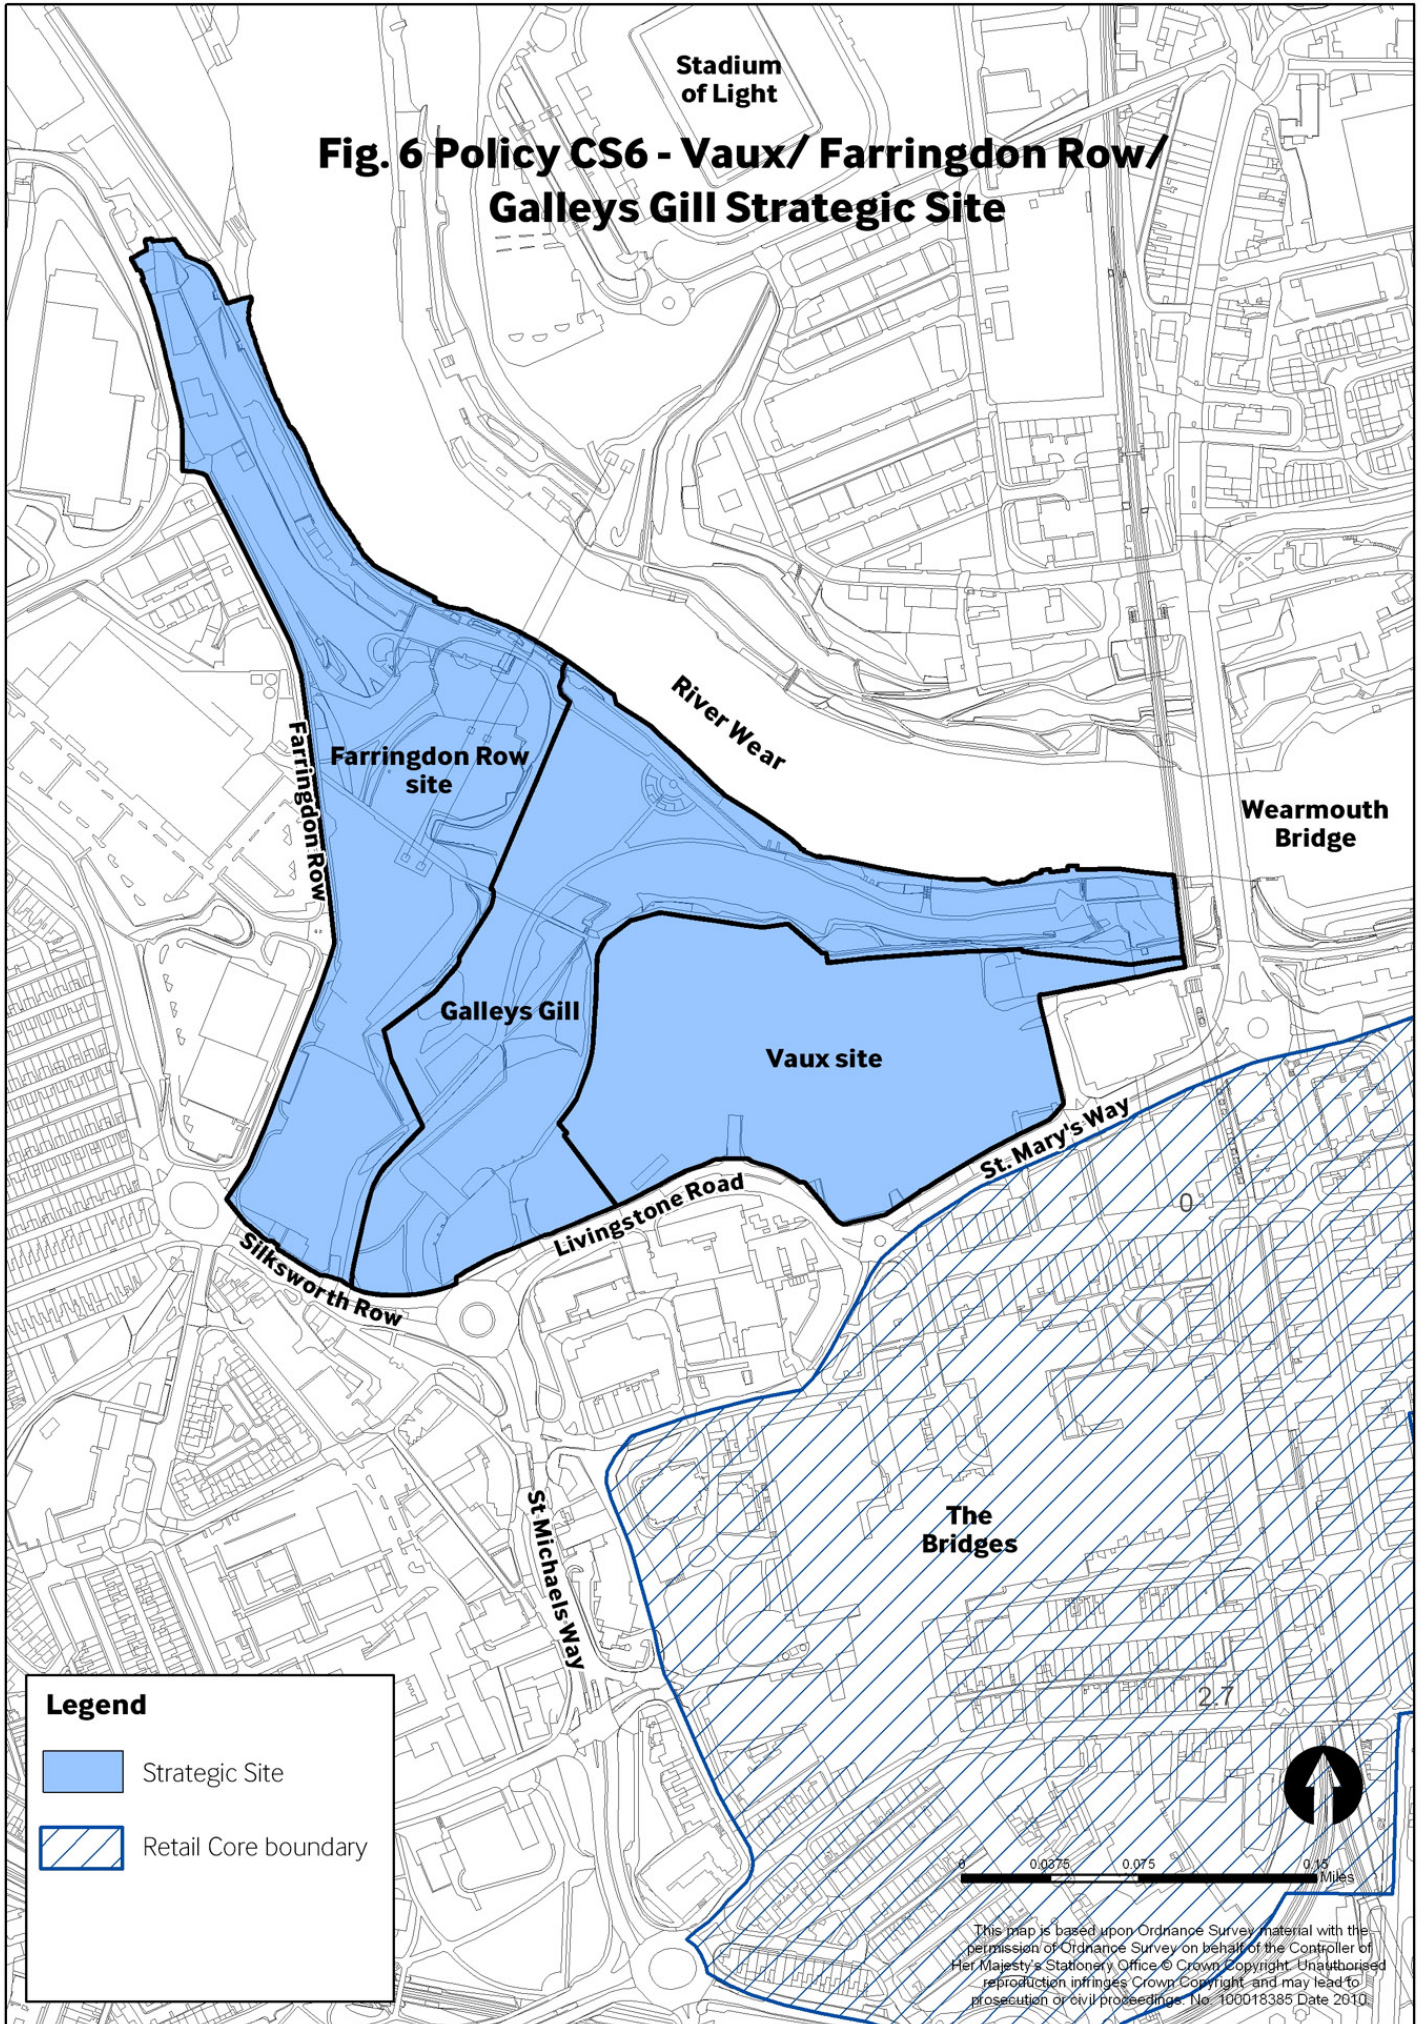 Stadium
of Light
Fig. 6 Policy CS6 - Vaux/ Farringdon Row/
Galleys Gill Strategic Site
River Wear
Farringdon Row
Farringdon Row
site
Wearmouth
Bridge
Galleys Gill
Vaux site
St. Mary's Way
Livingstone Road
0
Silksworth Row
St Michaels Way
The
Bridges
2.7
Legend
Strategic Site
Retail Core boundary
0 0.0375 0.075 0.15
Miles
This map is based upon Ordnance Survey material with the
permission of Ordnance Survey on behalf of the Controller of
Her Majesty's Stationery Office © Crown Copyright. Unauthorised
reproduction infringes Crown Copyright and may lead to
prosecution or civil proceedings. No. 100018385 Date 2010.